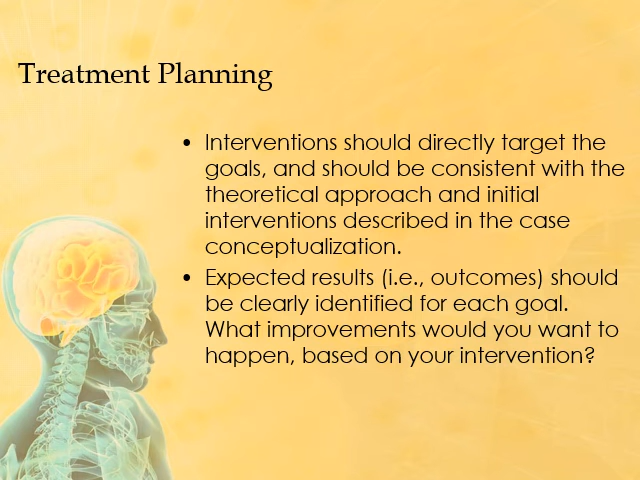 Treatment Planning
• Interventions should directly target the
goals, and should be consistent with the
theoretical approach and initial
interventions described in the case
conceptualization.
• Expected results (i.e., outcomes) should
be clearly identified for each goal.
What improvements would you want to
happen, based on your intervention?